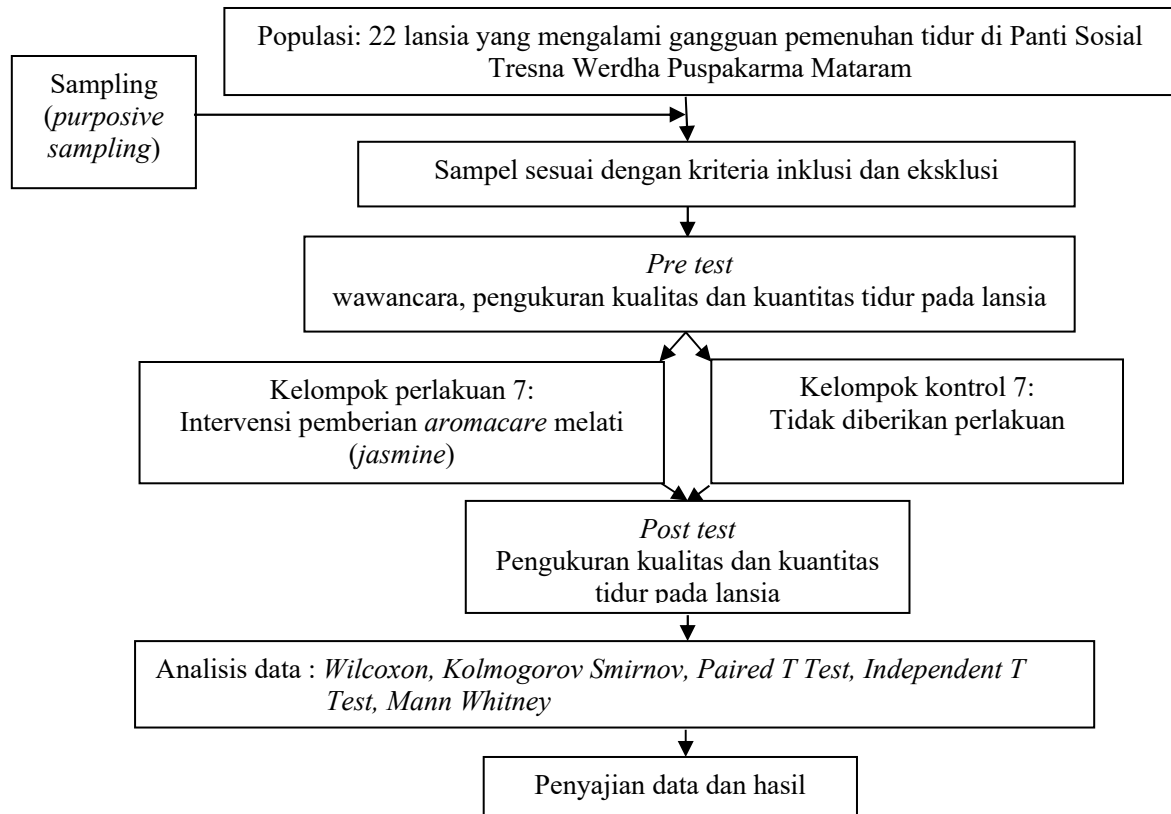 Populasi: 22 lansia yang mengalami gangguan pemenuhan tidur di Panti Sosial
Tresna Werdha Puspakarma Mataram
Sampling
(purposive
sampling)
Sampel sesuai dengan kriteria inklusi dan eksklusi
Pre test
wawancara, pengukuran kualitas dan kuantitas tidur pada lansia
Kelompok perlakuan 7:
Intervensi pemberian aromacare melati
(jasmine)
Kelompok kontrol 7:
Tidak diberikan perlakuan
Post test
Pengukuran kualitas dan kuantitas
tidur pada lansia
Analisis data : Wilcoxon, Kolmogorov Smirnov, Paired T Test, Independent T
Test, Mann Whitney
Penyajian data dan hasil